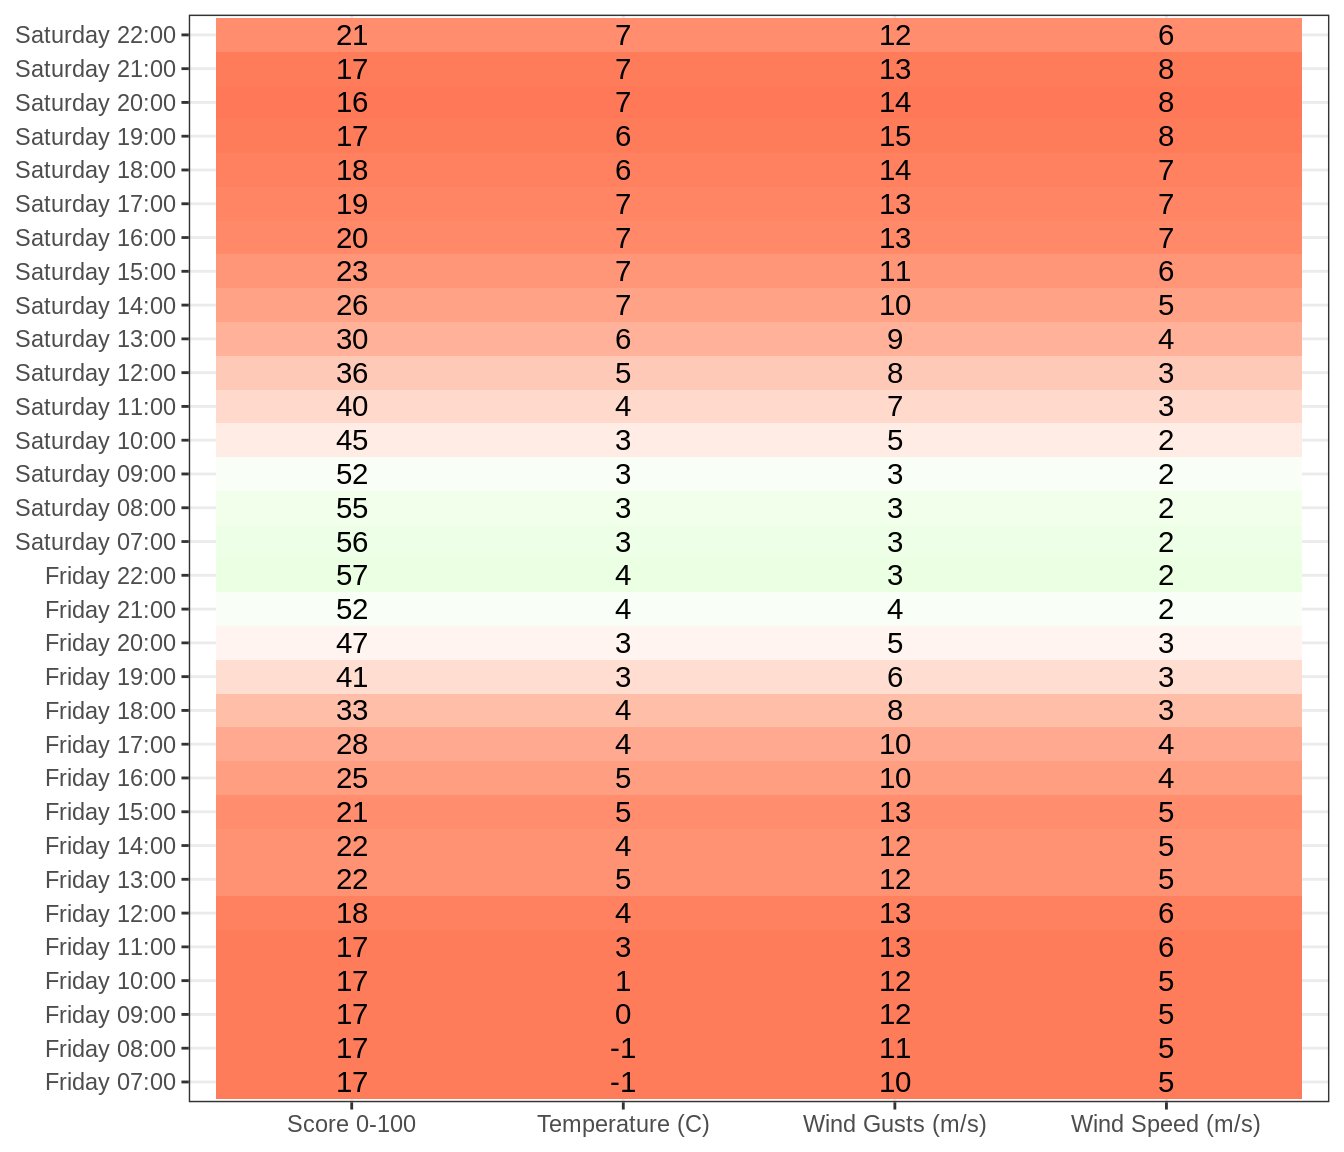 Saturday 22:00 21 7 12 6
Saturday 21:00 17 7 13 8
Saturday 20:00 16 7 14 8
Saturday 19:00 17 6 15 8
Saturday 18:00 18 6 14 7
Saturday 17:00 19 7 13 7
Saturday 16:00 20 7 13 7
Saturday 15:00 23 7 11 6
Saturday 14:00 26 7 10 5
Saturday 13:00 30 6 9 4
Saturday 12:00 36 5 8 3
Saturday 11:00 40 4 7 3
Saturday 10:00 45 3 5 2
Saturday 09:00 52 3 3 2
Saturday 08:00 55 3 3 2
Saturday 07:00 56 3 3 2
Friday 22:00 57 4 3 2
Friday 21:00 52 4 4 2
Friday 20:00 47 3 5 3
Friday 19:00 41 3 6 3
Friday 18:00 33 4 8 3
Friday 17:00 28 4 10 4
Friday 16:00 25 5 10 4
Friday 15:00 21 5 13 5
Friday 14:00 22 4 12 5
Friday 13:00 22 5 12 5
Friday 12:00 18 4 13 6
Friday 11:00 17 3 13 6
Friday 10:00 17 1 12 5
Friday 09:00 17 0 12 5
Friday 08:00 17 -1 11 5
Friday 07:00 17 -1 10 5
Score 0-100 Temperature (C) Wind Gusts (m/s) Wind Speed (m/s)